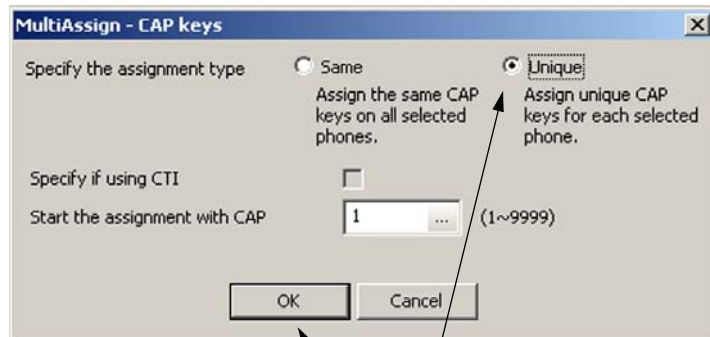 MultiAssign - CAP keys
Specify the assignment type
Same
Unique
Assign the same CAP
keys on all selected
phones.
Assign unique CAP
keys for each selected
phone.
Specify if using CTI
Start the assignment with CAP
1
...
(1~9999)
OK
Cancel